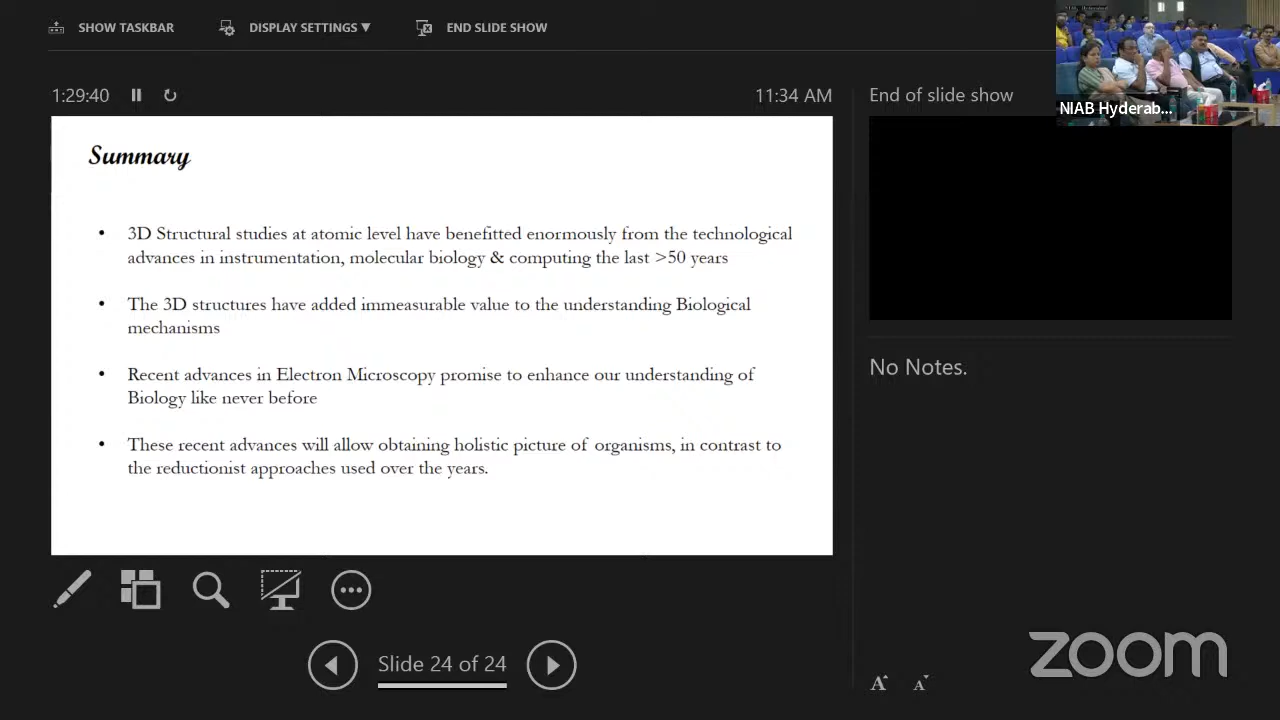 SHOW TASKBAR
DISPLAY SETTINGS ▼
END SLIDE SHOW
NIAB Hyderab...
1:29:40
11:34 AM
End of slide show
Summary
• 3D Structural studies at atomic level have benefitted enormously from the technological
advances in instrumentation, molecular biology & computing the last >50 years
• The 3D structures have added immeasurable value to the understanding Biological
mechanisms
• Recent advances in Electron Microscopy promise to enhance our understanding of
Biology like never before
• These recent advances will allow obtaining holistic picture of organisms, in contrast to
the reductionist approaches used over the years.
No Notes.
Slide 24 of 24
A A
zoom